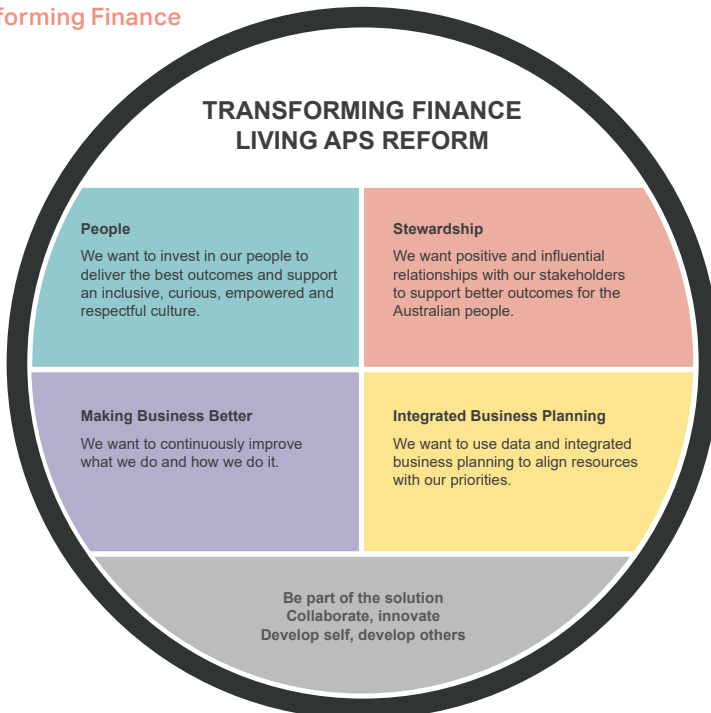 forming Finance
TRANSFORMING FINANCE
LIVING APS REFORM
People
We want to invest in our people to
deliver the best outcomes and support
an inclusive, curious, empowered and
respectful culture.
Stewardship
We want positive and influential
relationships with our stakeholders
to support better outcomes for the
Australian people.
Making Business Better
We want to continuously improve
what we do and how we do it.
Integrated Business Planning
We want to use data and integrated
business planning to align resources
with our priorities.
Be part of the solution
Collaborate, innovate
Develop self, develop others